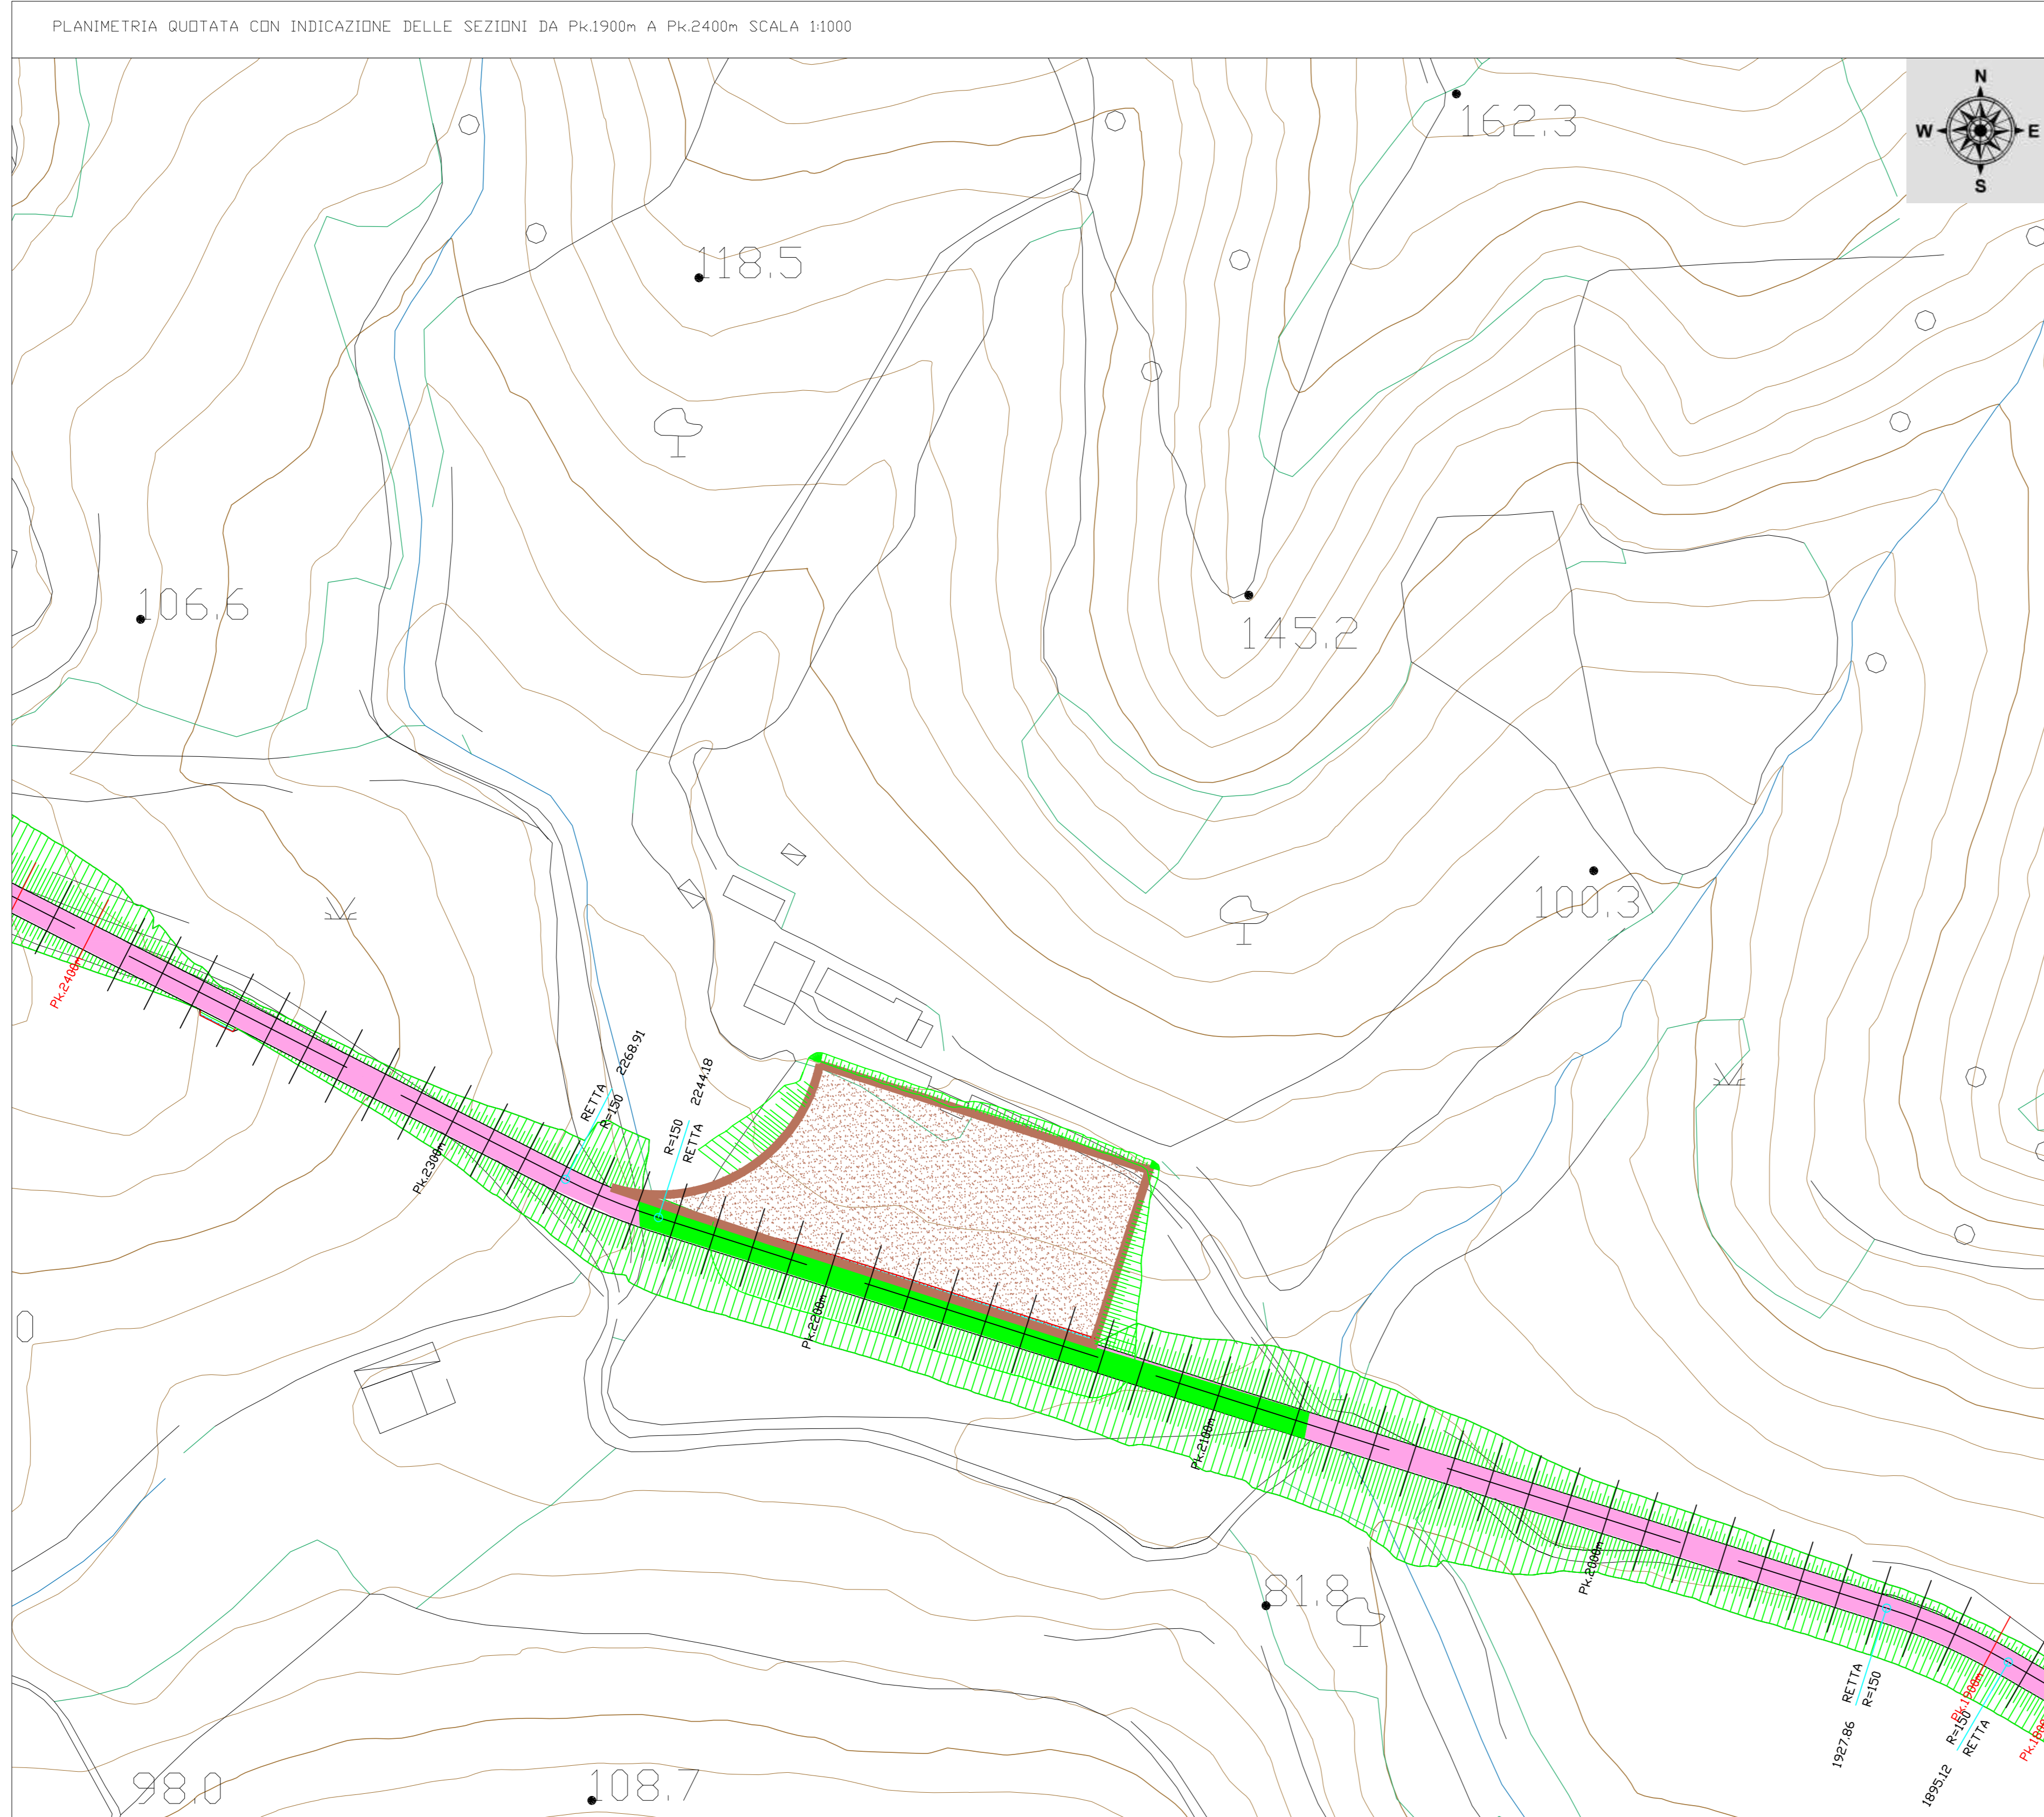 PLANIMETRIA QUOTATA CON INDICAZIONE DELLE SEZIONI DA Pk.1900m A Pk.2400m SCALA 1:1000
N
W E
S
162.3
118.5
106.6
145.2
100.3
Pk.2400m
RETTA 2268.91
R=150
R=150 2244.18
RETTA
Pk.2300m
Pk.2200m
Pk.2100m
Pk.2000m
81.8
RETTA
R=150
1927.86
Pk.1900m
R=150
RETTA
1895.12
98.0
108.7